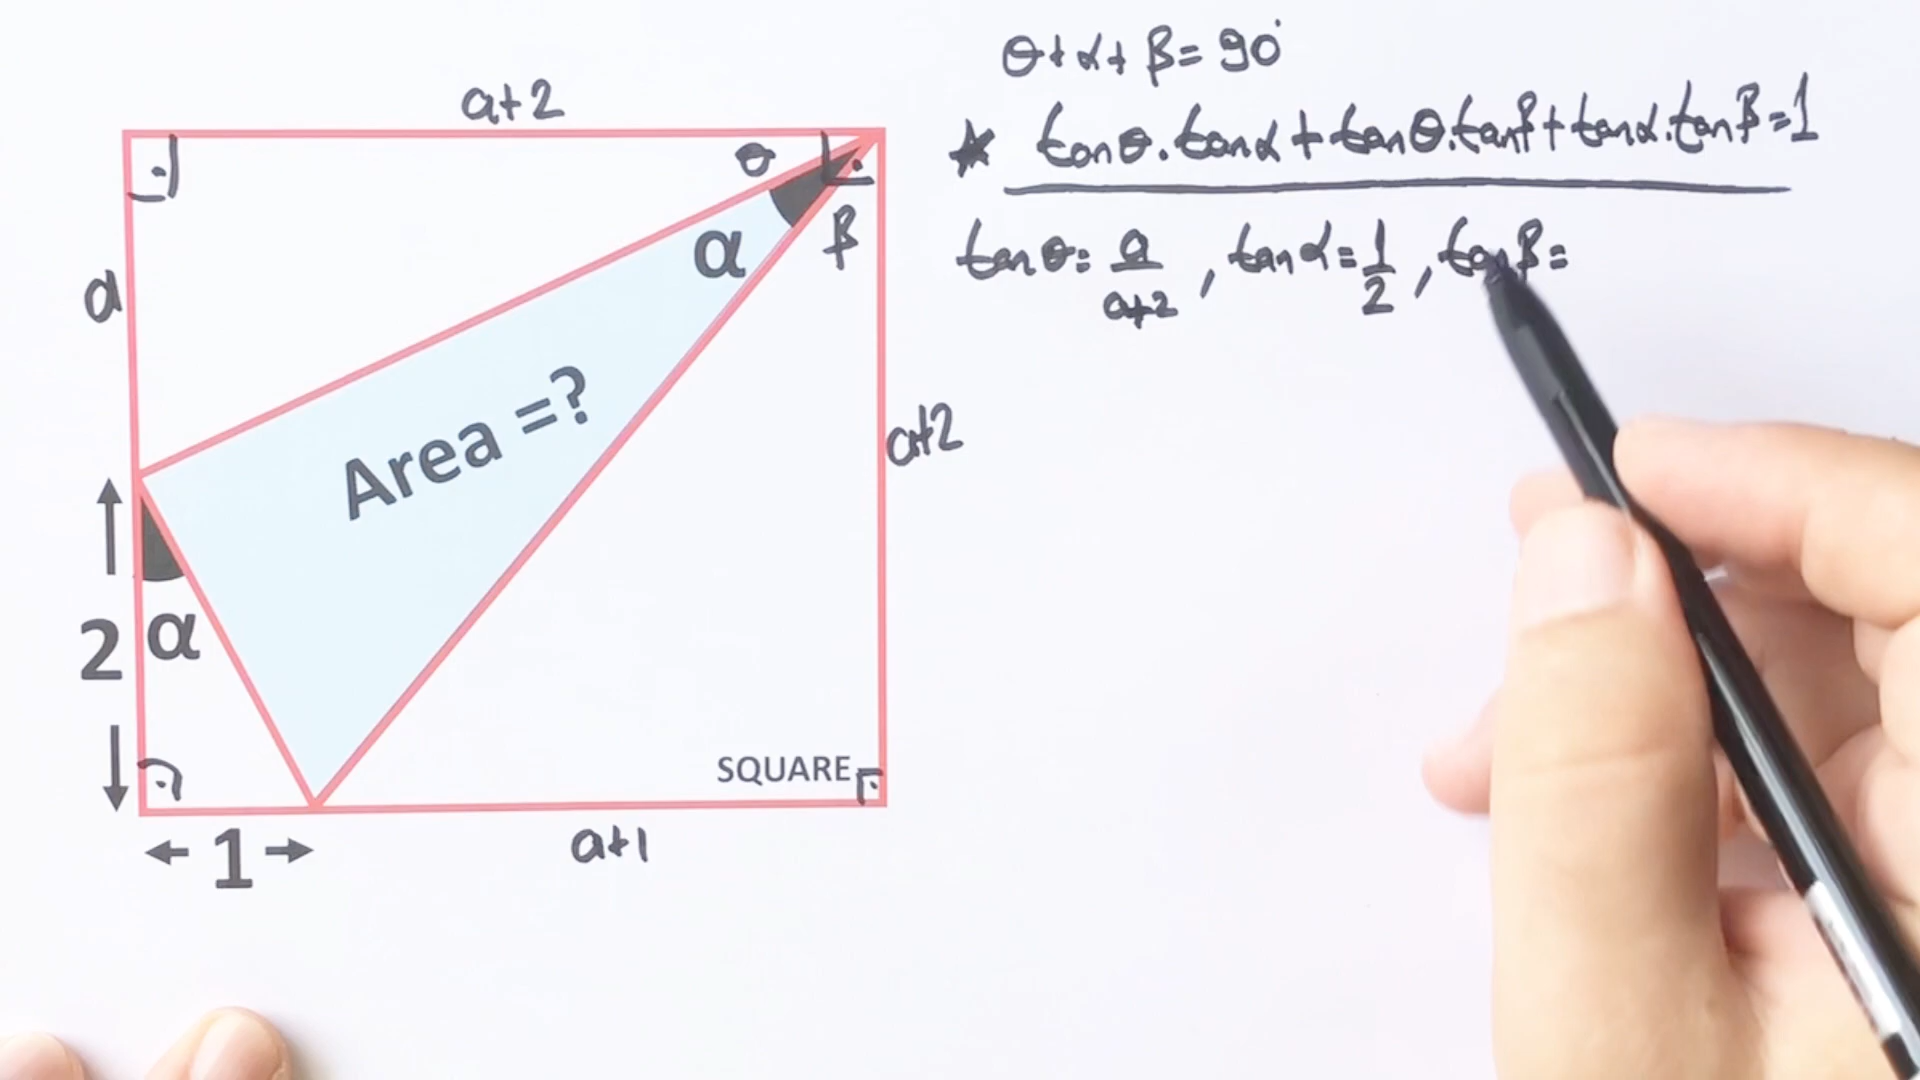 θ+α+β=90°
a+2
★ tanθ.tanα+tanθ.tanβ+tanα.tanβ=1
θ
β
α
tanθ=a/a+2, tanα=1/2, tanβ=
a
Area =?
a+2
2
α
SQUARE
1
a+1